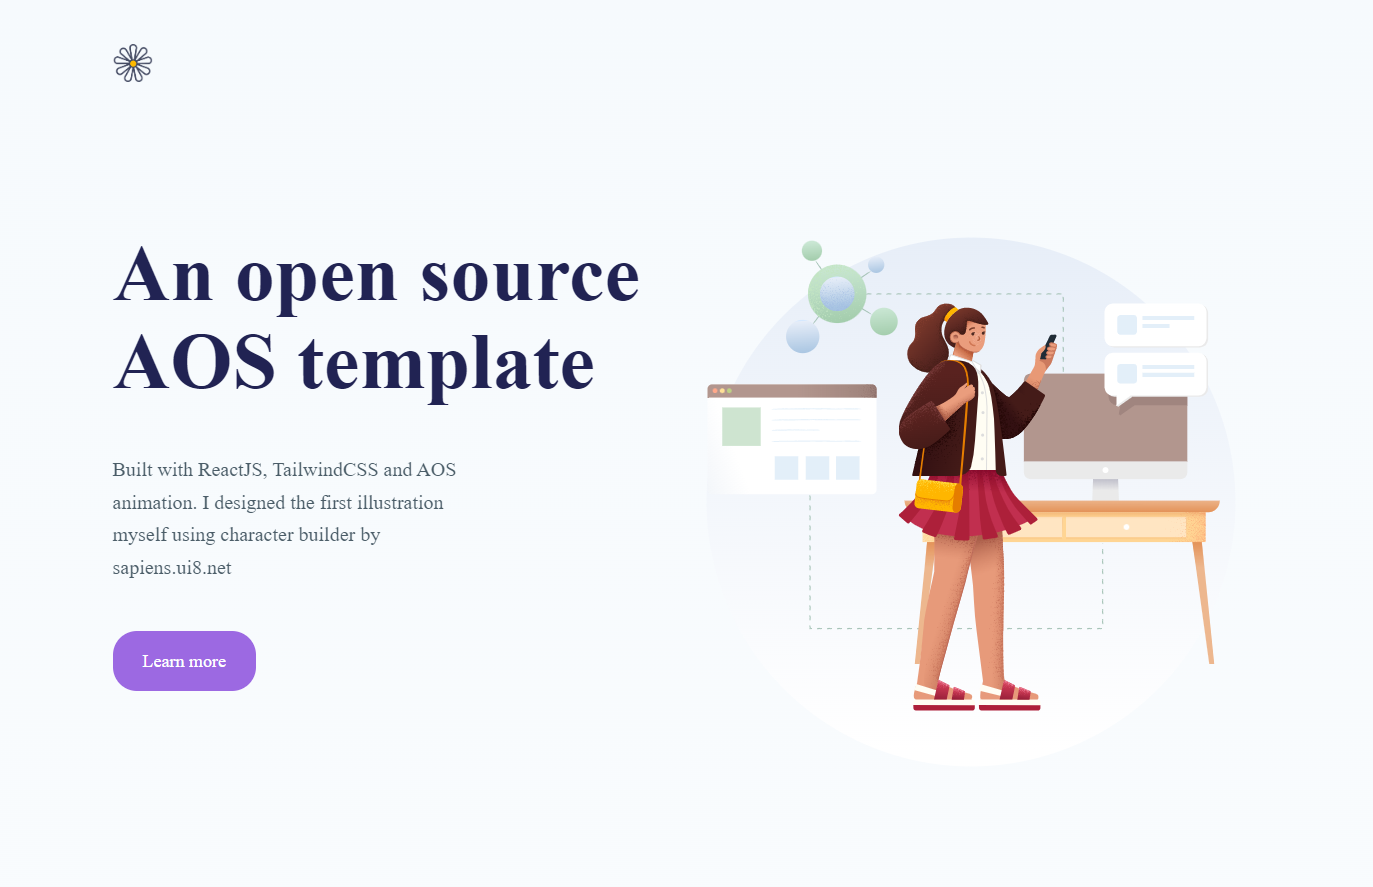 An open source
AOS template
Built with ReactJS, TailwindCSS and AOS
animation. I designed the first illustration
myself using character builder by
sapiens.ui8.net
Learn more